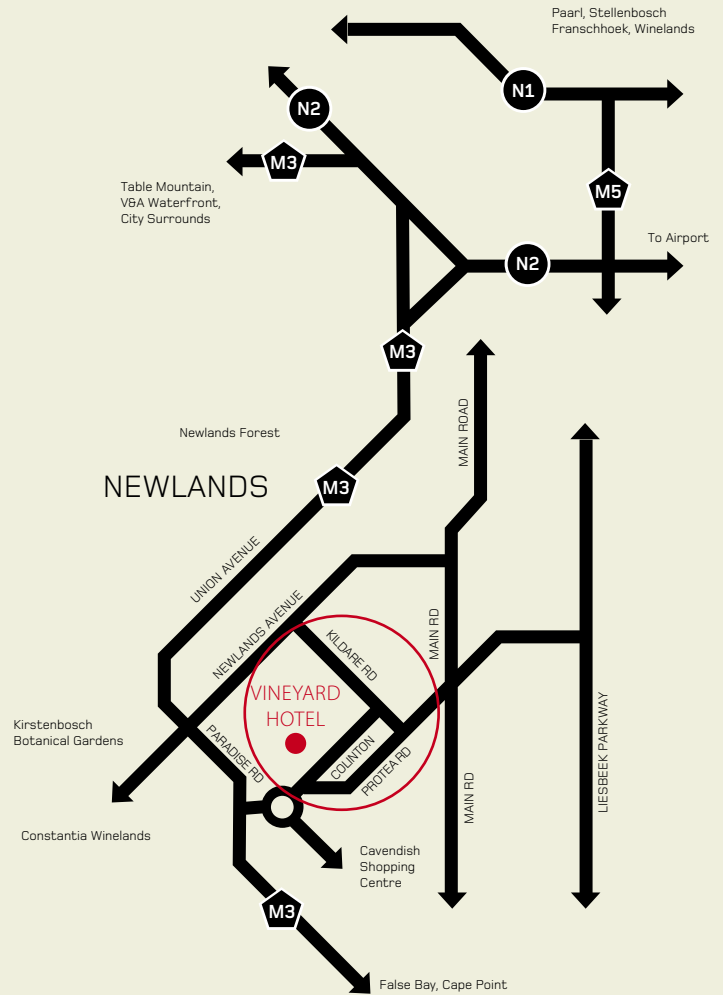 Paarl, Stellenbosch
Franschhoek, Winelands
N1
N2
M3
M5
Table Mountain,
V&A Waterfront,
City Surrounds
To Airport
N2
M3
MAIN ROAD
Newlands Forest
M3
NEWLANDS
UNION AVENUE
NEWLANDS AVENUE
KILDARE RD
MAIN RD
VINEYARD
HOTEL
Kirstenbosch
Botanical Gardens
PARADISE RD
COLINTON
PROTEA RD
MAIN RD
LIESBEEK PARKWAY
Constantia Winelands
Cavendish
Shopping
Centre
M3
False Bay, Cape Point